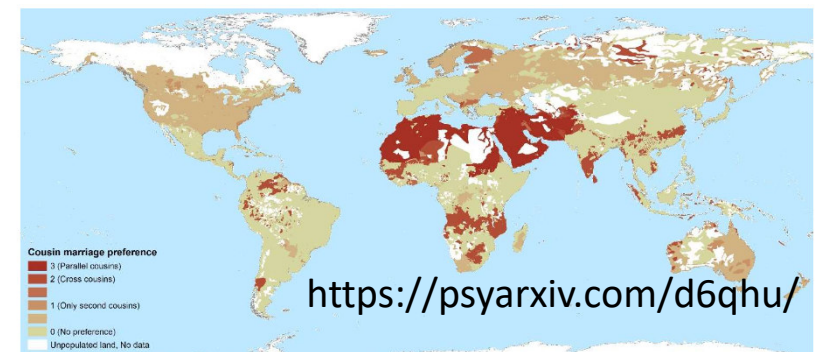 Cousin marriage preference
3 (Parallel cousins)
2 (Cross cousins)
1 (Only second cousins)
0 (No preference)
Unpopulated land, No data
https://psyarxiv.com/d6qhu/